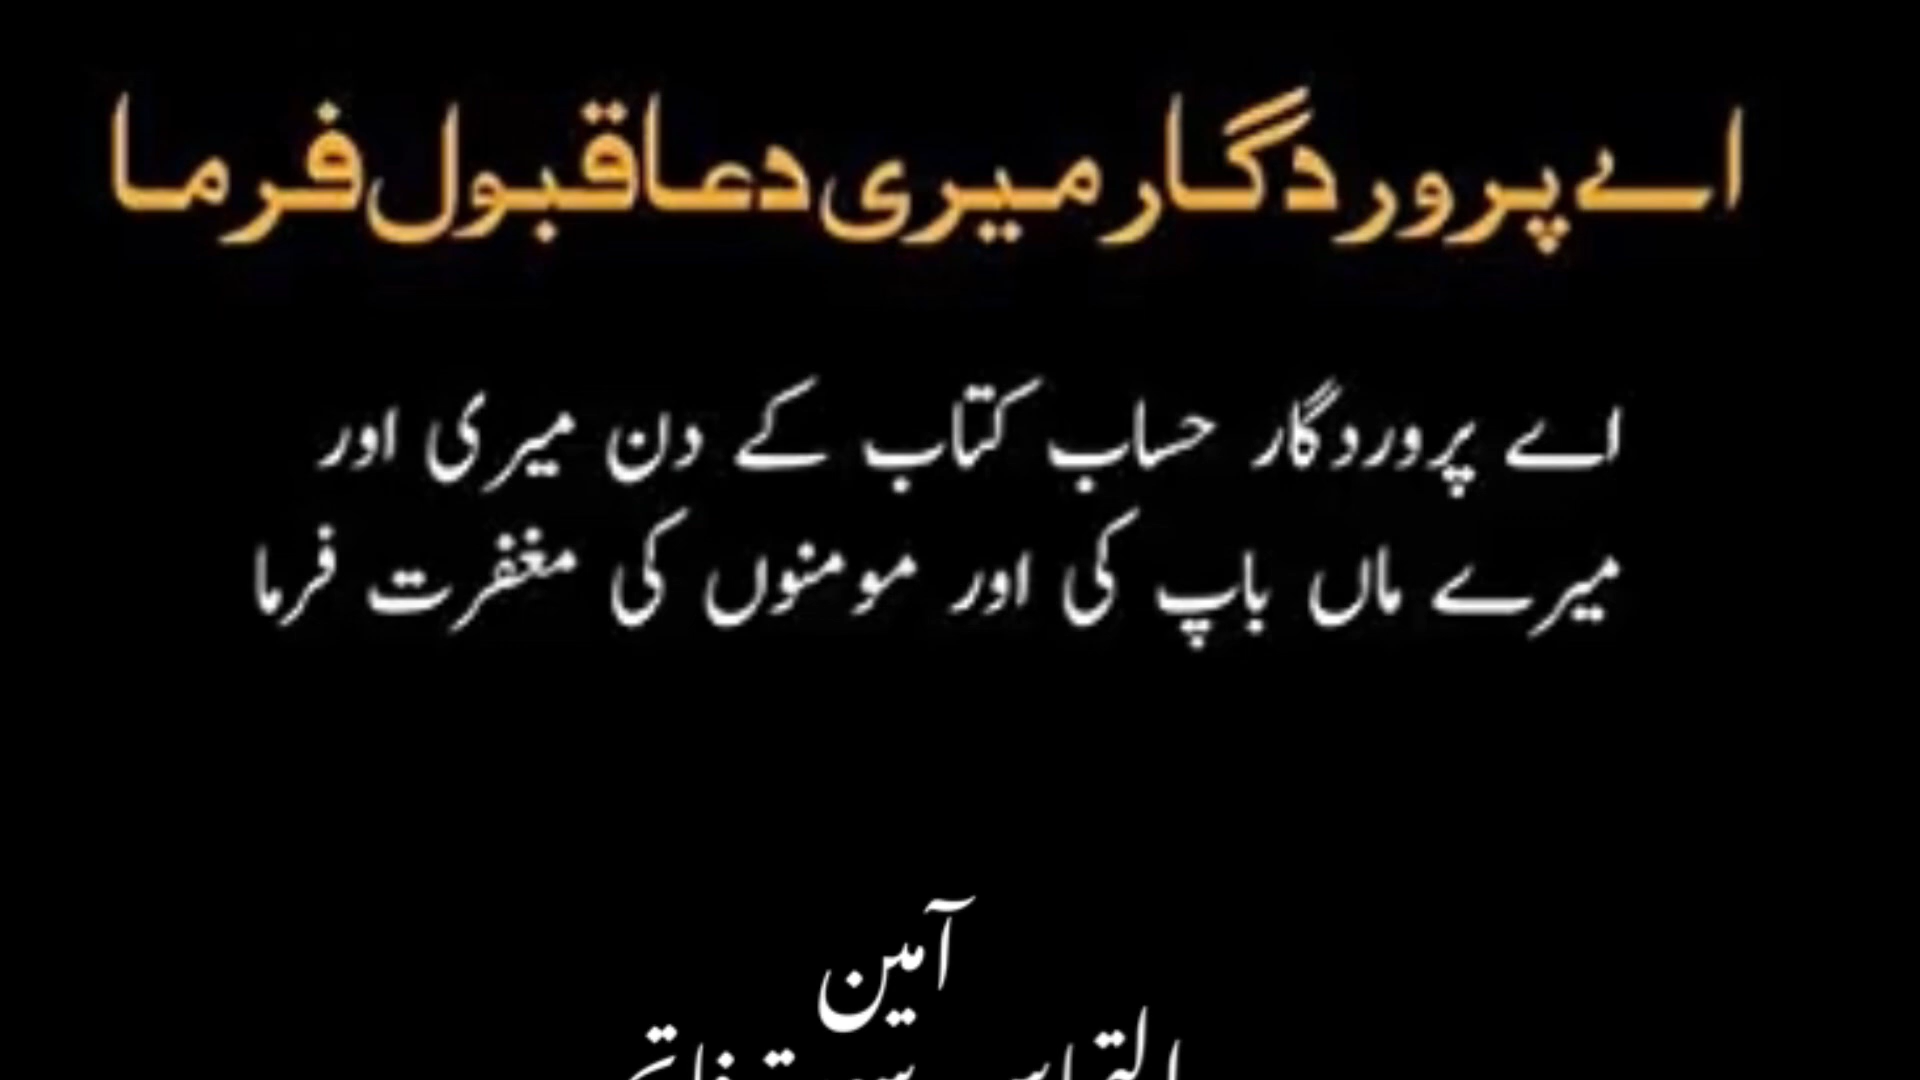 اے پروردگار میری دعا قبول فرما
اے پروردگار حساب کتاب کے دن میری اور
میرے ماں باپ کی اور مومنوں کی مغفرت فرما
آمین